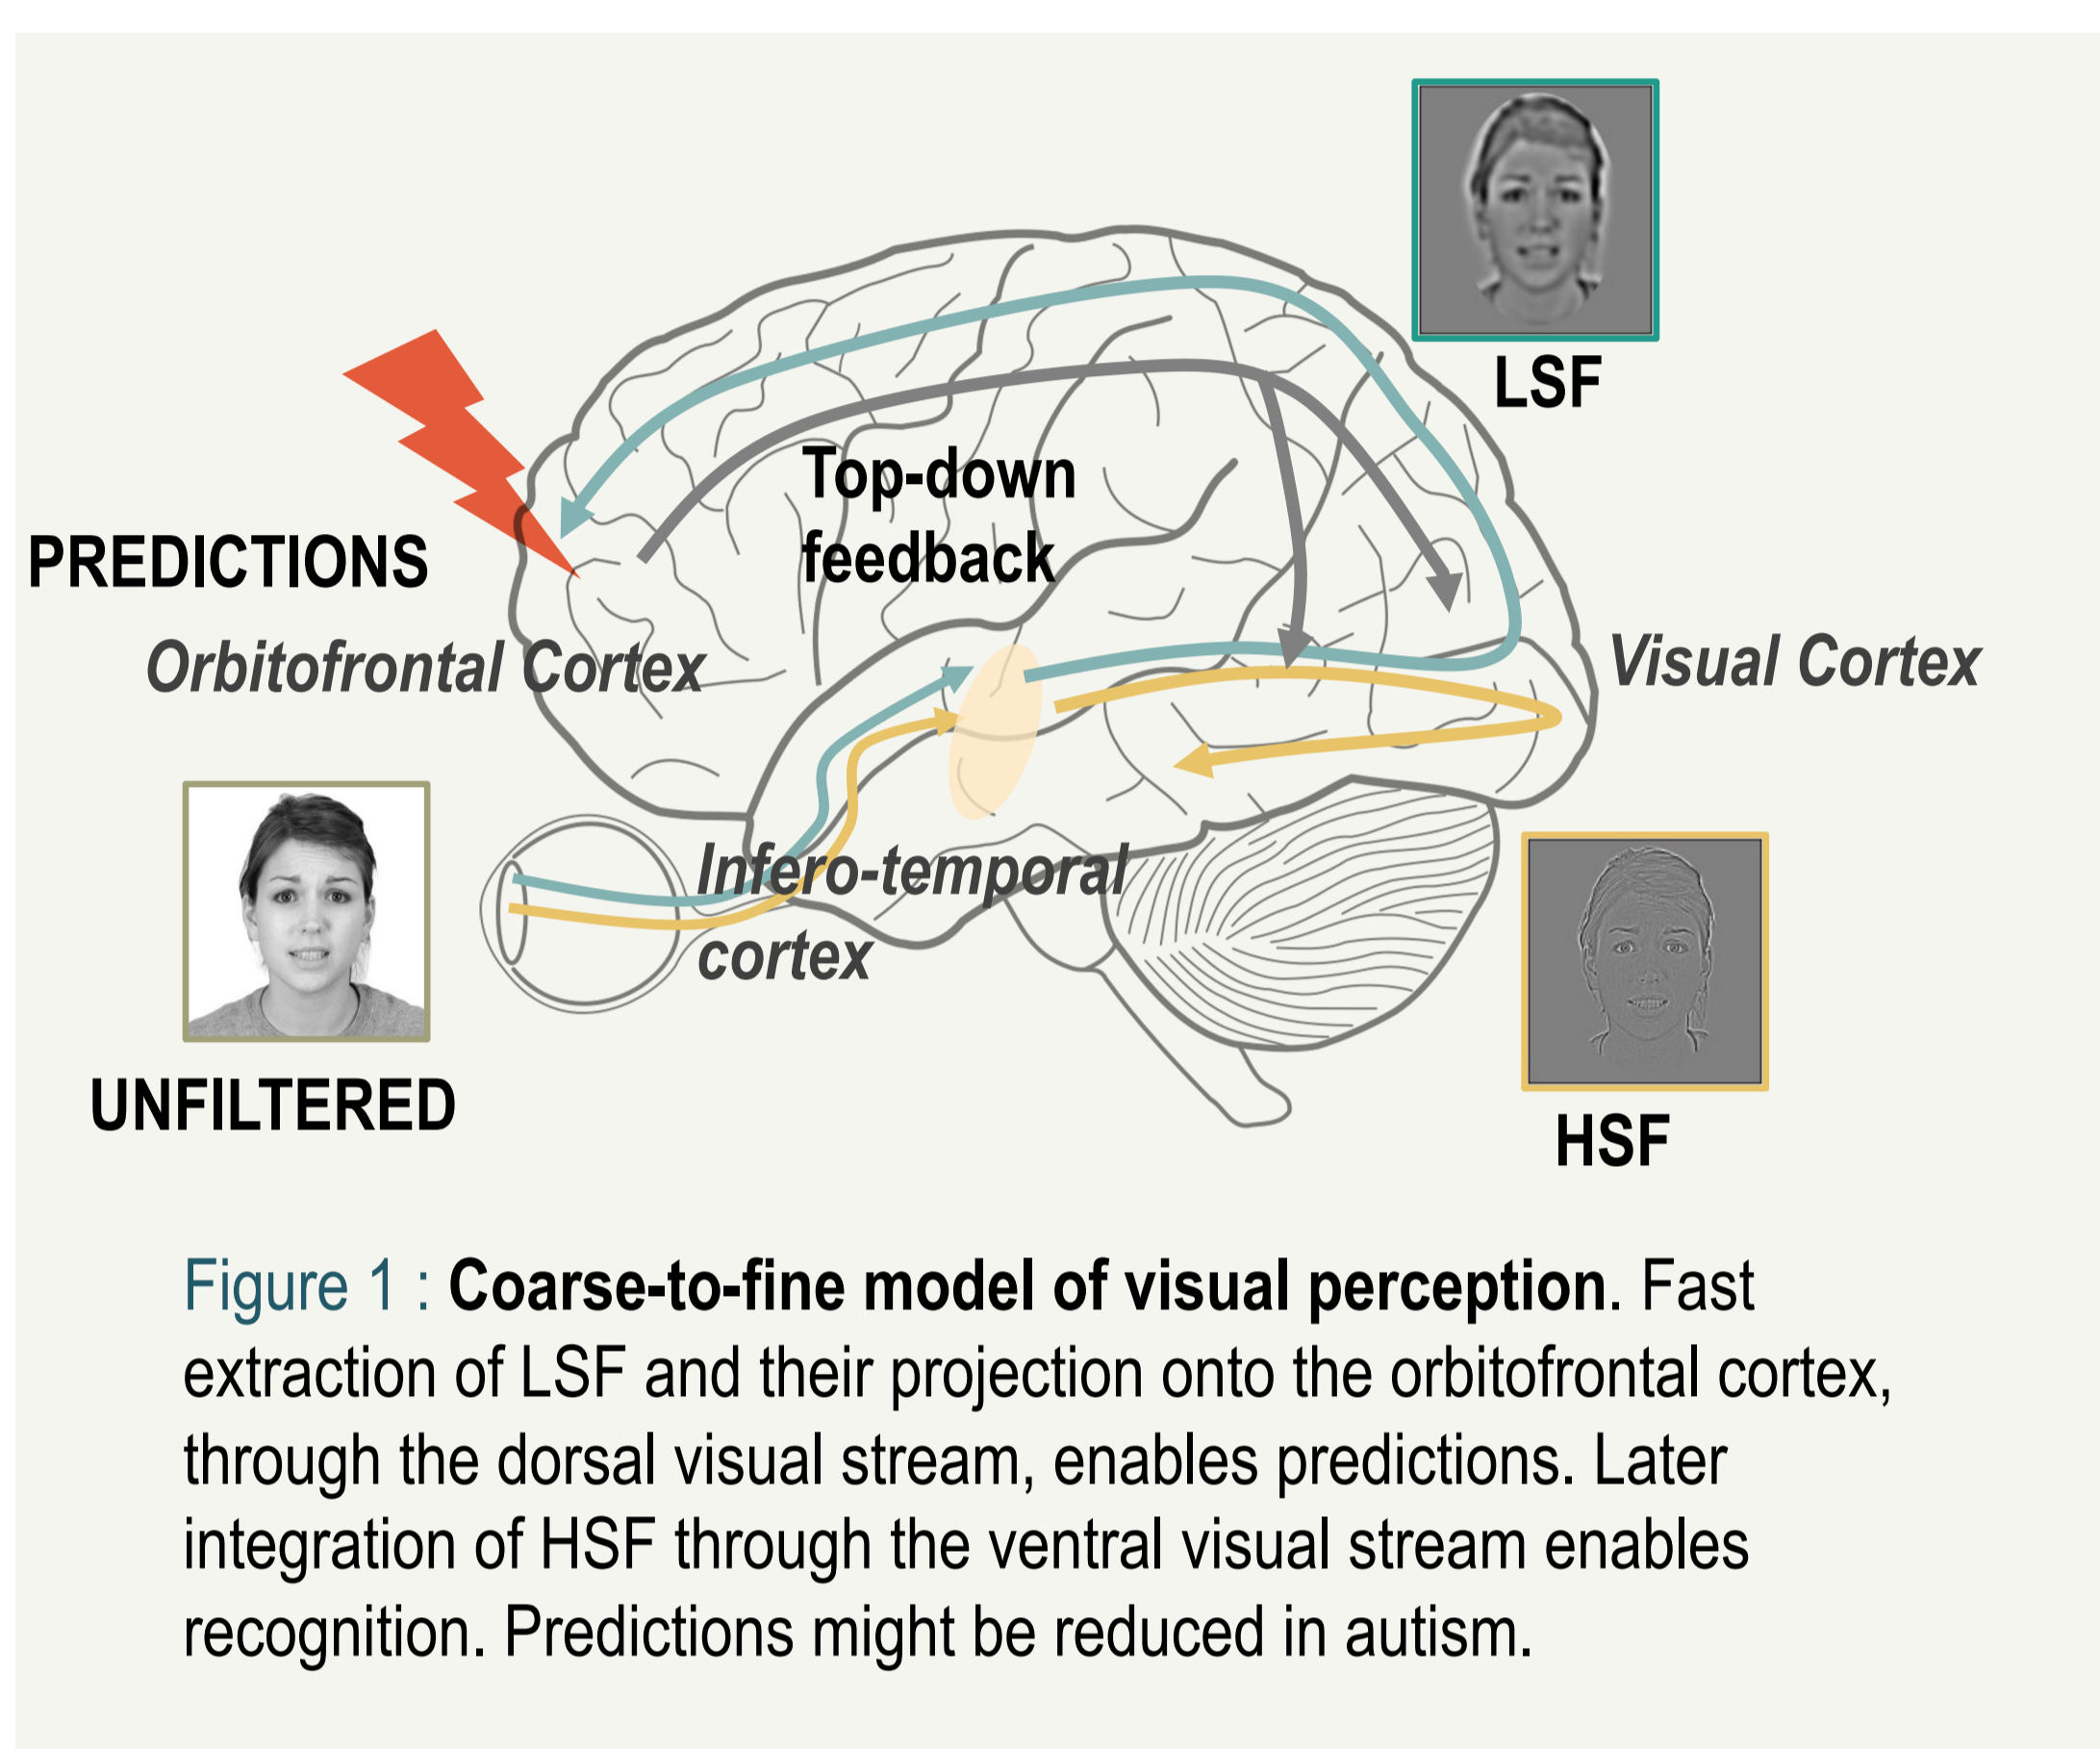 LSF
Top-down
feedback
PREDICTIONS
Orbitofrontal Cortex
Visual Cortex
Infero-temporal
cortex
UNFILTERED
HSF
Figure 1 : Coarse-to-fine model of visual perception. Fast
extraction of LSF and their projection onto the orbitofrontal cortex,
through the dorsal visual stream, enables predictions. Later
integration of HSF through the ventral visual stream enables
recognition. Predictions might be reduced in autism.